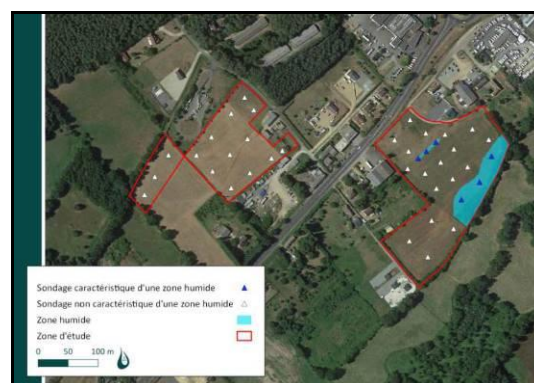 Sondage caractéristique d'une zone humide
Sondage non caractéristique d'une zone humide
Zone humide
Zone d'étude
0 50 100 m